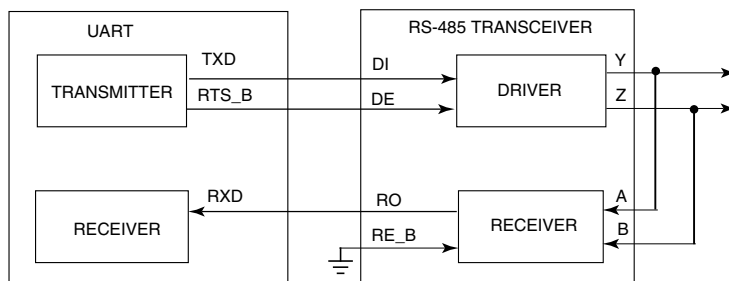 UART
RS-485 TRANSCEIVER
TXD
DI
Y
TRANSMITTER
DRIVER
RTS_B
DE
Z
RXD
RO
A
RECEIVER
RECEIVER
RE_B
B